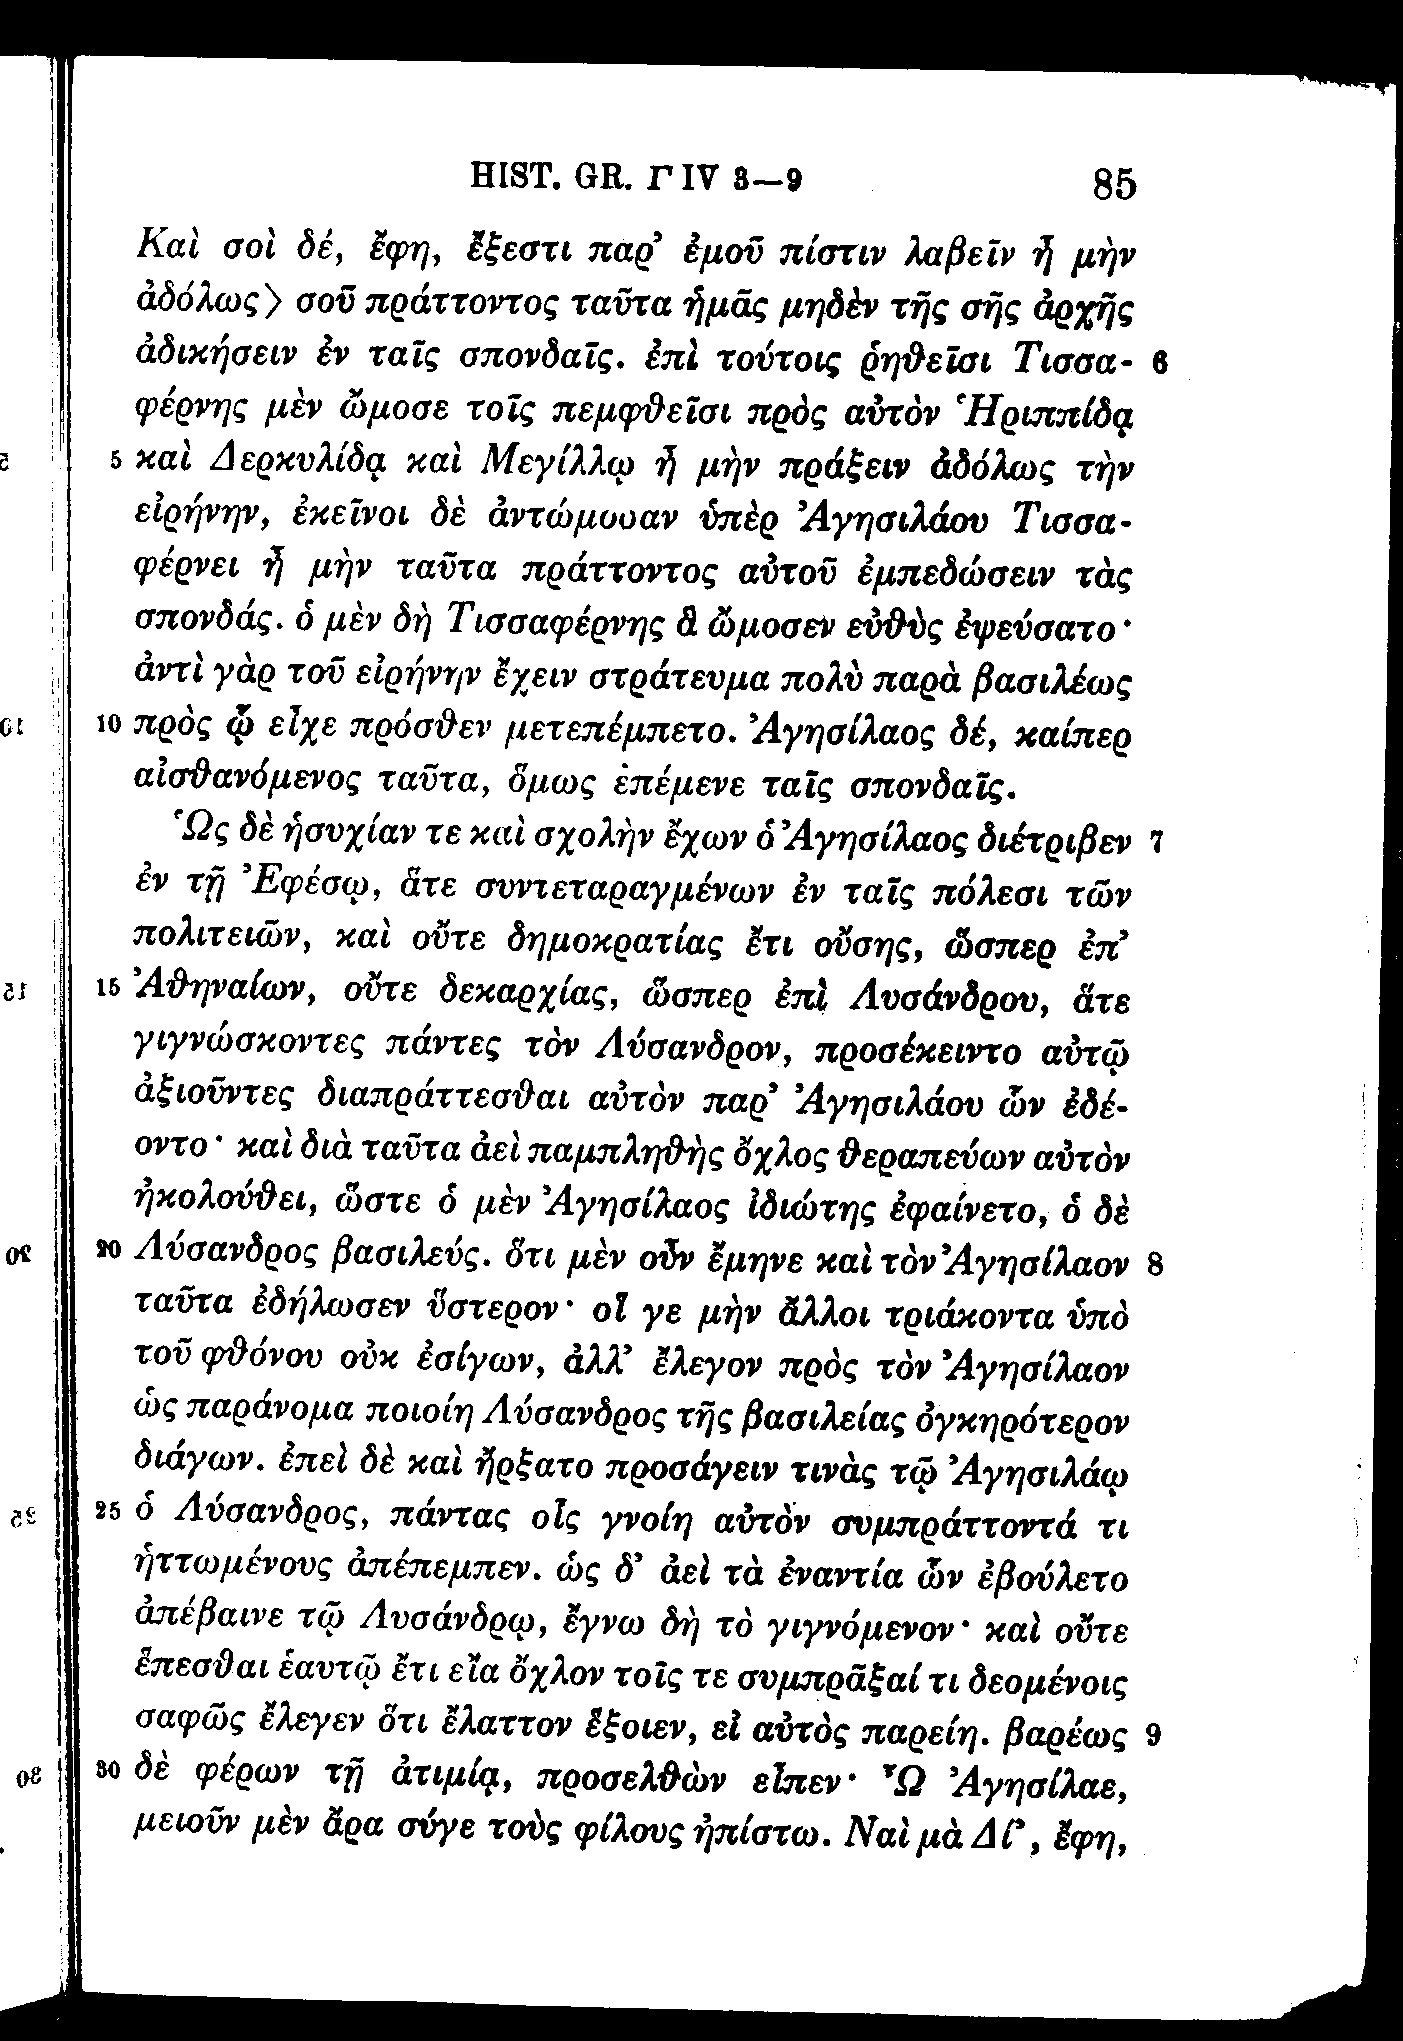 HIST. GR. Γ IV 3—9 85
Καὶ σοὶ δέ, ἔφη, ἔξεστι παρ’ ἐμοῦ πίστιν λαβεῖν ἦ μὴν
ἀδόλως⟩ σοῦ πράττοντος ταῦτα ἡμᾶς μηδὲν τῆς σῆς ἀρχῆς
ἀδικήσειν ἐν ταῖς σπονδαῖς. ἐπὶ τούτοις ῥηθεῖσι Τισσα- 6
φέρνης μὲν ὤμοσε τοῖς πεμφθεῖσι πρὸς αὐτὸν Ἡριππίδᾳ
5 καὶ Δερκυλίδᾳ καὶ Μεγίλλῳ ἦ μὴν πράξειν ἀδόλως τὴν
εἰρήνην, ἐκεῖνοι δὲ ἀντώμοσαν ὑπὲρ Ἀγησιλάου Τισσα-
φέρνει ἦ μὴν ταῦτα πράττοντος αὐτοῦ ἐμπεδώσειν τὰς
σπονδάς. ὁ μὲν δὴ Τισσαφέρνης ἃ ὤμοσεν εὐθὺς ἐψεύσατο·
ἀντὶ γὰρ τοῦ εἰρήνην ἔχειν στράτευμα πολὺ παρὰ βασιλέως
10 πρὸς ᾧ εἶχε πρόσθεν μετεπέμπετο. Ἀγησίλαος δέ, καίπερ
αἰσθανόμενος ταῦτα, ὅμως ἐπέμενε ταῖς σπονδαῖς.
Ὡς δὲ ἡσυχίαν τε καὶ σχολὴν ἔχων ὁ Ἀγησίλαος διέτριβεν 7
ἐν τῇ Ἐφέσῳ, ἅτε συντεταραγμένων ἐν ταῖς πόλεσι τῶν
πολιτειῶν, καὶ οὔτε δημοκρατίας ἔτι οὔσης, ὥσπερ ἐπ’
15 Ἀθηναίων, οὔτε δεκαρχίας, ὥσπερ ἐπὶ Λυσάνδρου, ἅτε
γιγνώσκοντες πάντες τὸν Λύσανδρον, προσέκειντο αὐτῷ
ἀξιοῦντες διαπράττεσθαι αὐτὸν παρ’ Ἀγησιλάου ὧν ἐδέ-
οντο· καὶ διὰ ταῦτα ἀεὶ παμπληθὴς ὄχλος θεραπεύων αὐτὸν
ἠκολούθει, ὥστε ὁ μὲν Ἀγησίλαος ἰδιώτης ἐφαίνετο, ὁ δὲ
20 Λύσανδρος βασιλεύς. ὅτι μὲν οὖν ἔμηνε καὶ τὸν Ἀγησίλαον 8
ταῦτα ἐδήλωσεν ὕστερον· οἵ γε μὴν ἄλλοι τριάκοντα ὑπὸ
τοῦ φθόνου οὐκ ἐσίγων, ἀλλ’ ἔλεγον πρὸς τὸν Ἀγησίλαον
ὡς παράνομα ποιοίη Λύσανδρος τῆς βασιλείας ὀγκηρότερον
διάγων. ἐπεὶ δὲ καὶ ἤρξατο προσάγειν τινὰς τῷ Ἀγησιλάῳ
25 ὁ Λύσανδρος, πάντας οἷς γνοίη αὐτὸν συμπράττοντά τι
ἡττωμένους ἀπέπεμπεν. ὡς δ’ ἀεὶ τὰ ἐναντία ὧν ἐβούλετο
ἀπέβαινε τῷ Λυσάνδρῳ, ἔγνω δὴ τὸ γιγνόμενον· καὶ οὔτε
ἕπεσθαι ἑαυτῷ ἔτι εἴα ὄχλον τοῖς τε συμπρᾶξαί τι δεομένοις
σαφῶς ἔλεγεν ὅτι ἔλαττον ἕξοιεν, εἰ αὐτὸς παρείη. βαρέως 9
30 δὲ φέρων τῇ ἀτιμίᾳ, προσελθὼν εἶπεν· Ὦ Ἀγησίλαε,
μειοῦν μὲν ἄρα σύγε τοὺς φίλους ἠπίστω. Ναὶ μὰ Δί’, ἔφη,